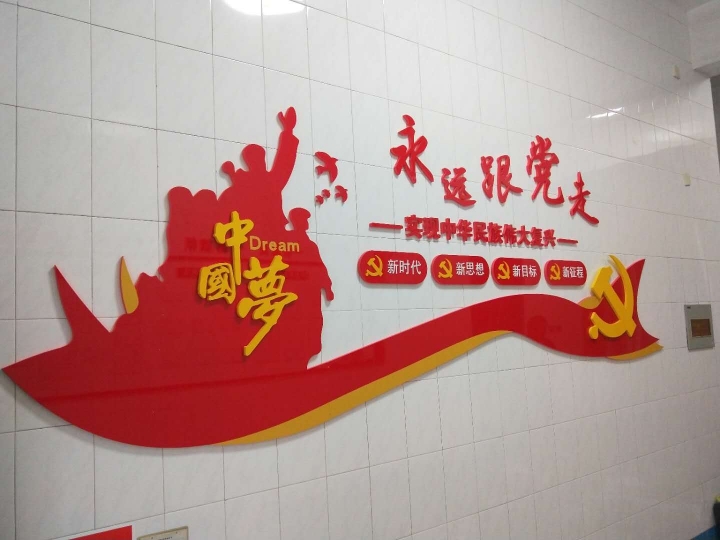 永远跟党走
实现中华民族伟大复兴
新时代 新思想 新目标 新征程
中國夢
Dream